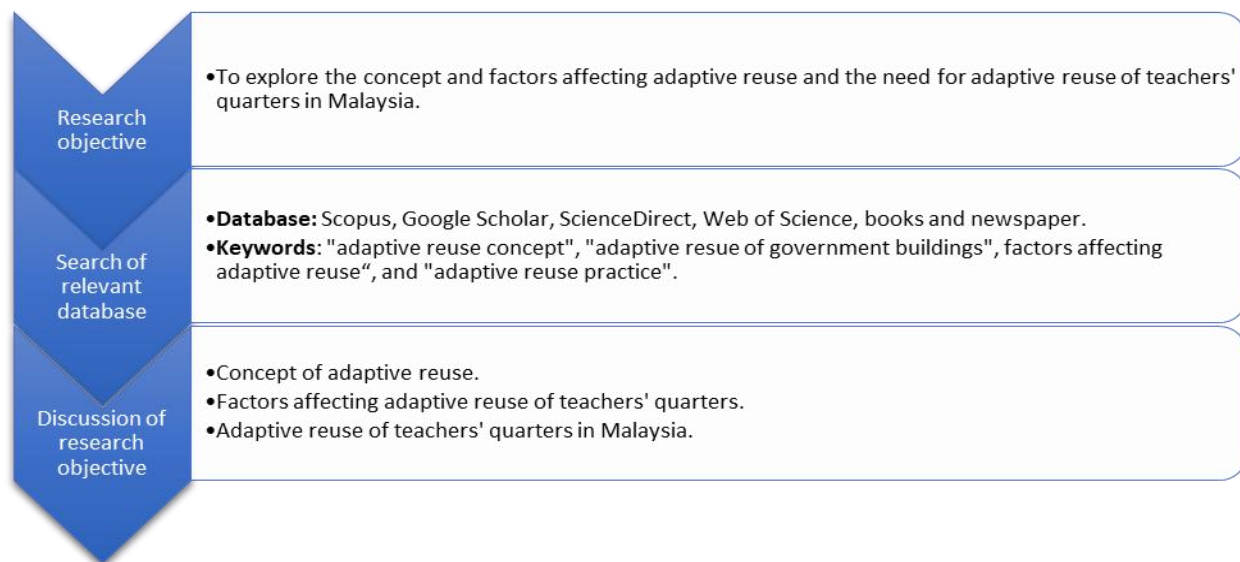 Research
objective
•To explore the concept and factors affecting adaptive reuse and the need for adaptive reuse of teachers'
quarters in Malaysia.
Search of
relevant
database
•Database: Scopus, Google Scholar, ScienceDirect, Web of Science, books and newspaper.
•Keywords: "adaptive reuse concept", "adaptive resue of government buildings", factors affecting
adaptive reuse“, and "adaptive reuse practice".
Discussion of
research
objective
•Concept of adaptive reuse.
•Factors affecting adaptive reuse of teachers' quarters.
•Adaptive reuse of teachers' quarters in Malaysia.